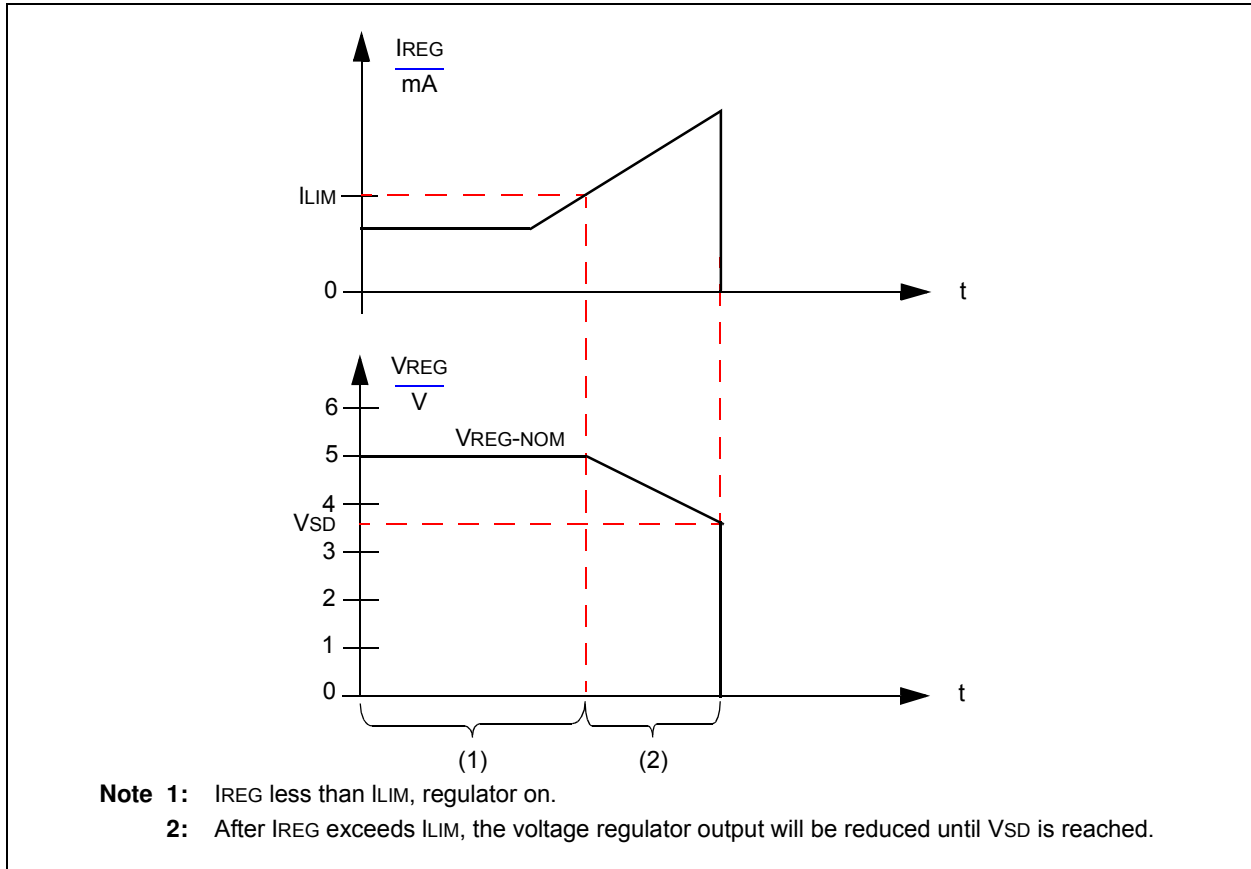 IREG
mA
ILIM
0
t
VREG
V
6
VREG-NOM
5
4
VSD
3
2
1
0
t
(1)
(2)
Note 1: IREG less than ILIM, regulator on.
2: After IREG exceeds ILIM, the voltage regulator output will be reduced until VSD is reached.